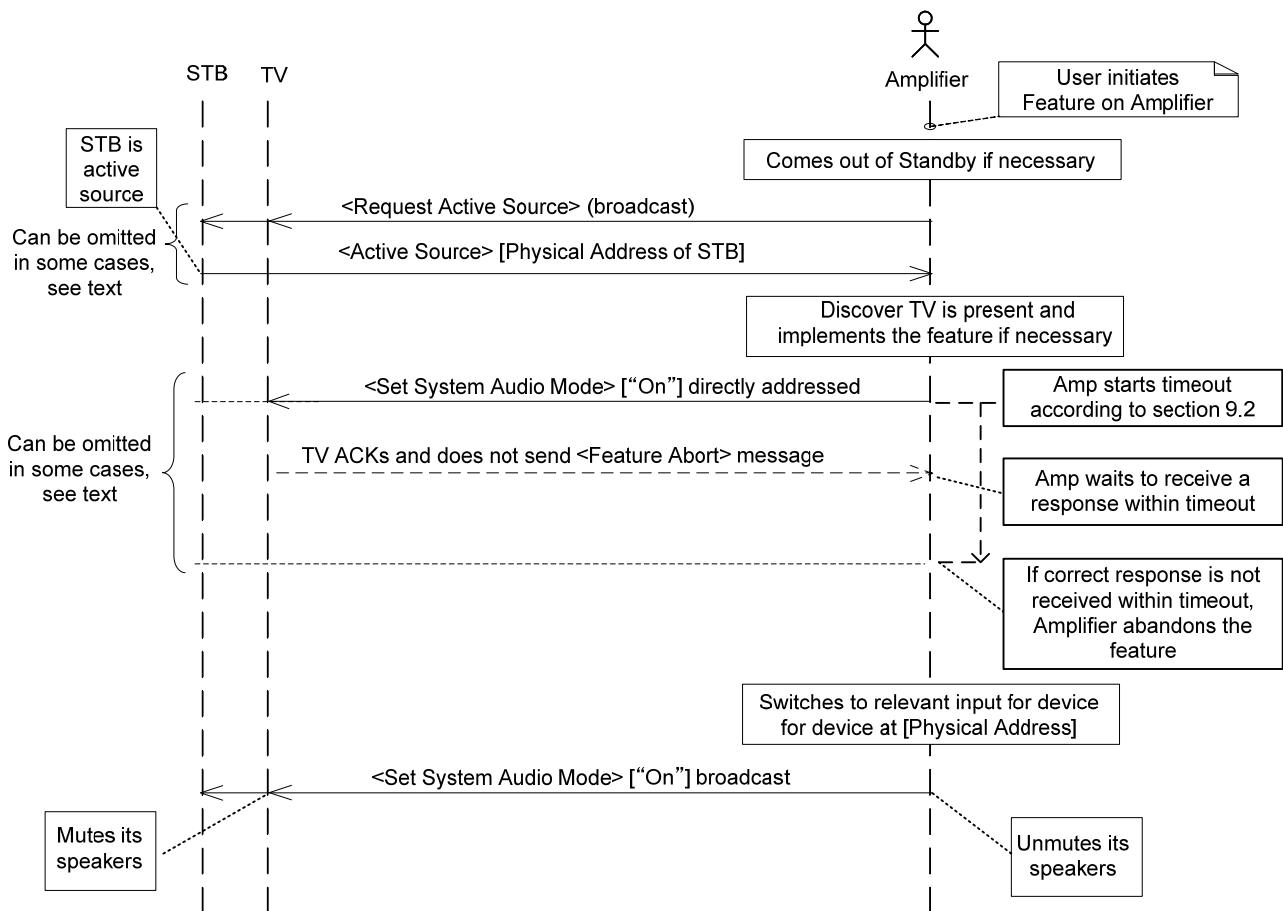 STB
TV
Amplifier
User initiates
Feature on Amplifier
STB is
active
source
Comes out of Standby if necessary
<Request Active Source> (broadcast)
Can be omitted
in some cases,
see text
<Active Source> [Physical Address of STB]
Discover TV is present and
implements the feature if necessary
<Set System Audio Mode> [“On”] directly addressed
Amp starts timeout
according to section 9.2
Can be omitted
in some cases,
see text
TV ACKs and does not send <Feature Abort> message
Amp waits to receive a
response within timeout
If correct response is not
received within timeout,
Amplifier abandons the
feature
Switches to relevant input for device
for device at [Physical Address]
<Set System Audio Mode> [“On”] broadcast
Mutes its
speakers
Unmutes its
speakers